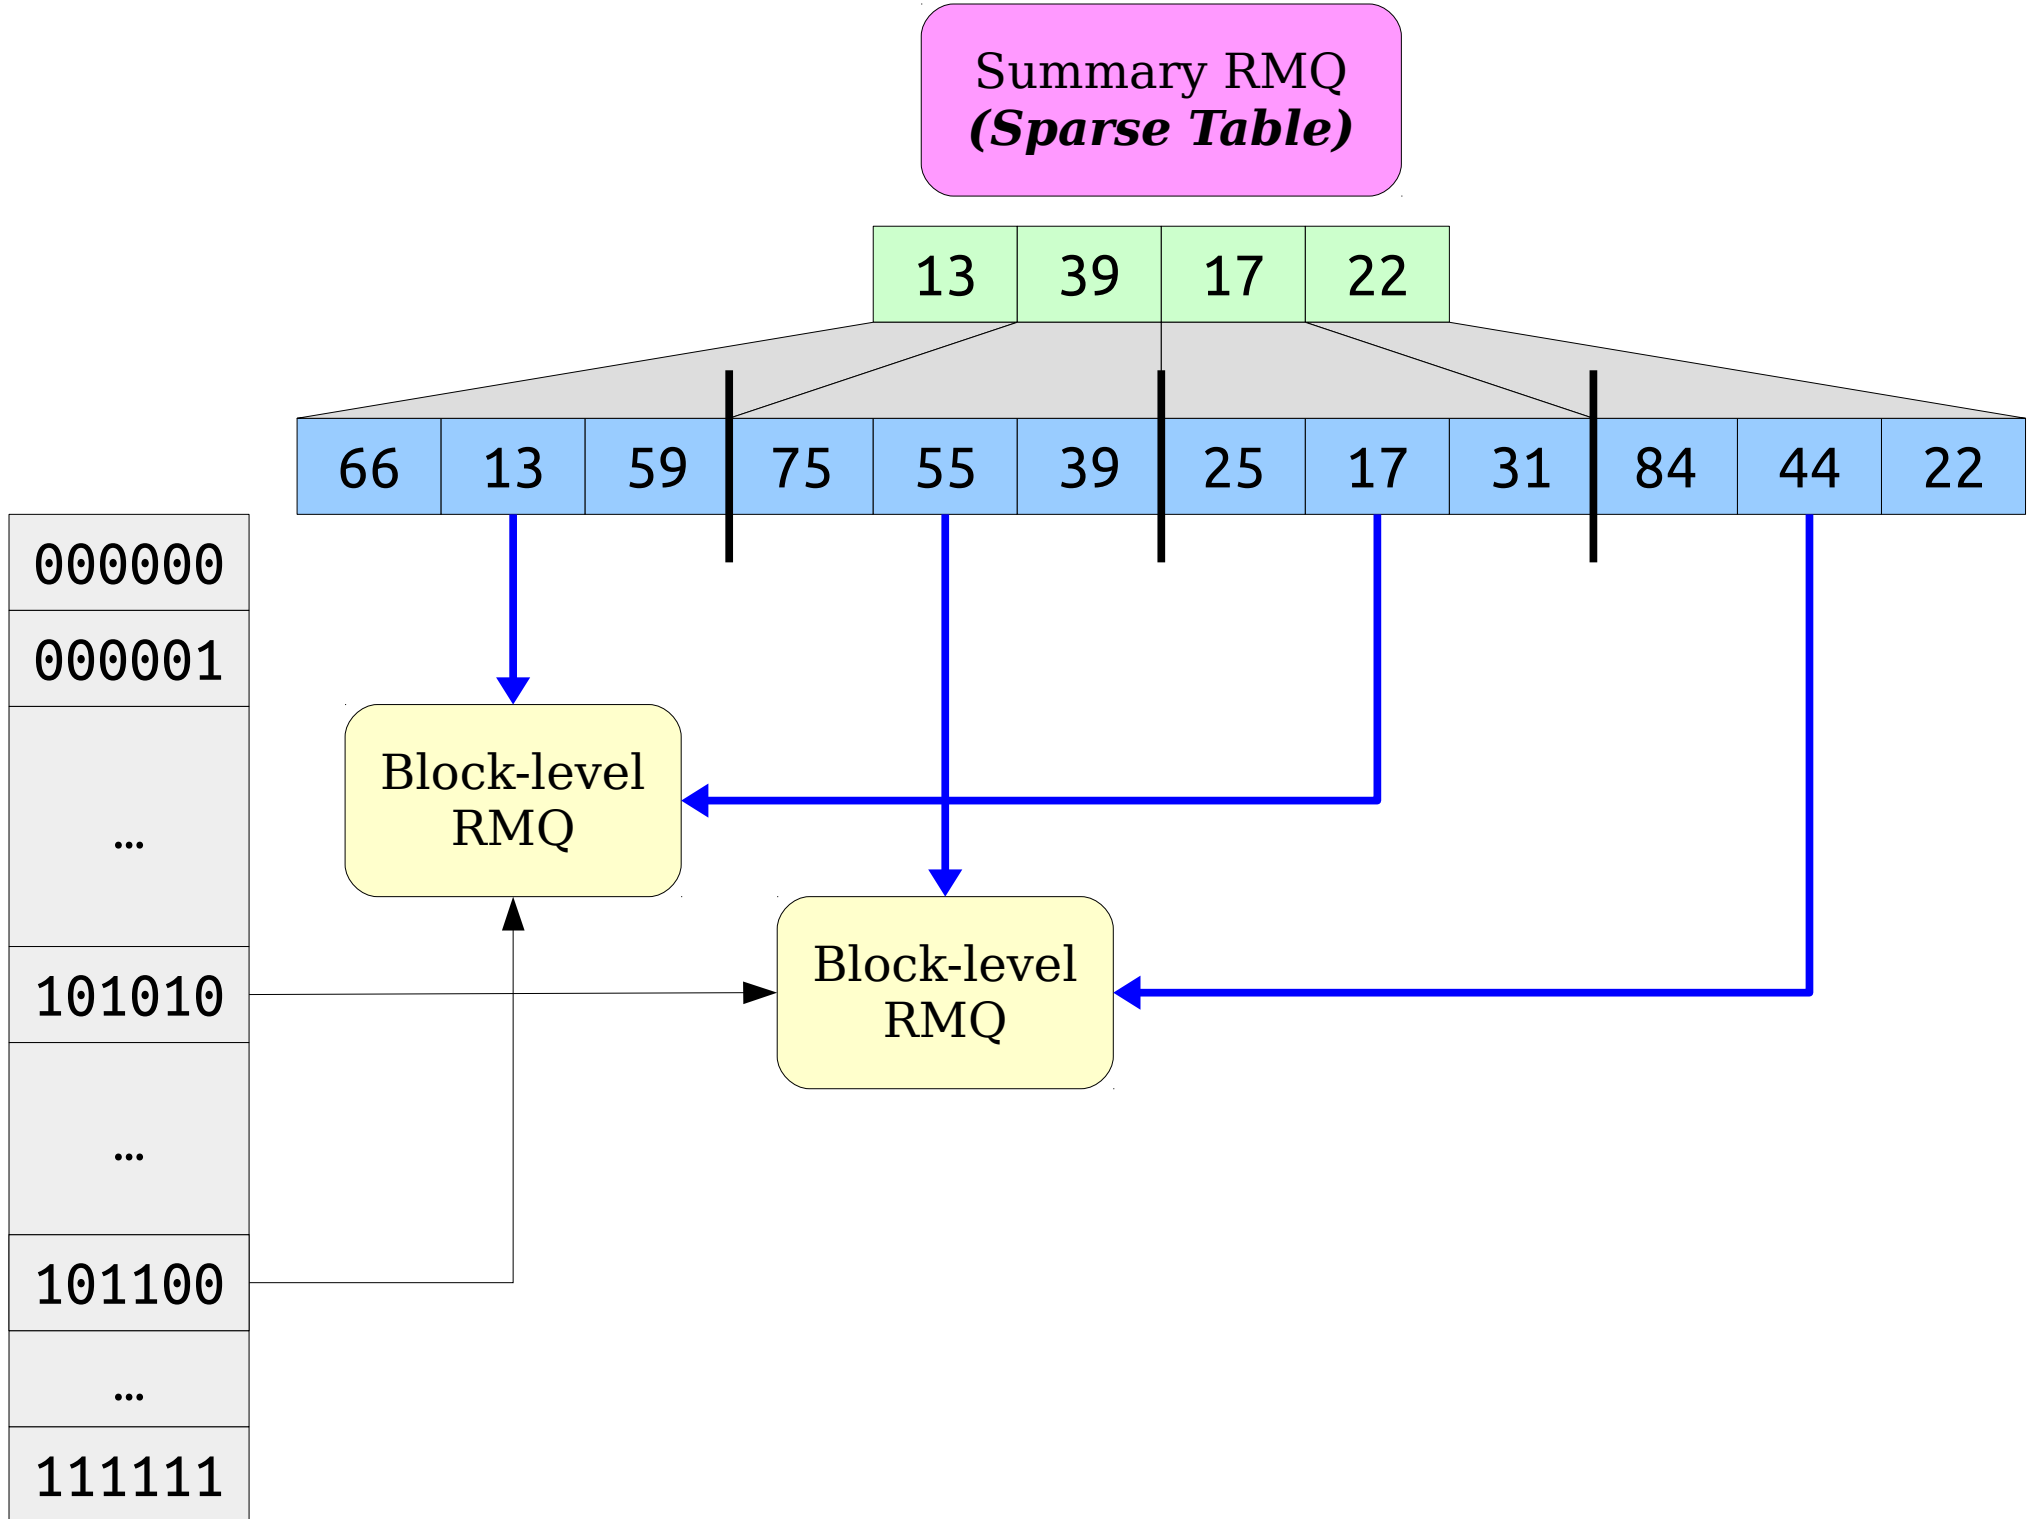 Summary RMQ
(Sparse Table)
13 39 17 22
66 13 59 75 55 39 25 17 31 84 44 22
000000
000001
…
101010
…
101100
…
111111
Block-level
RMQ
Block-level
RMQ